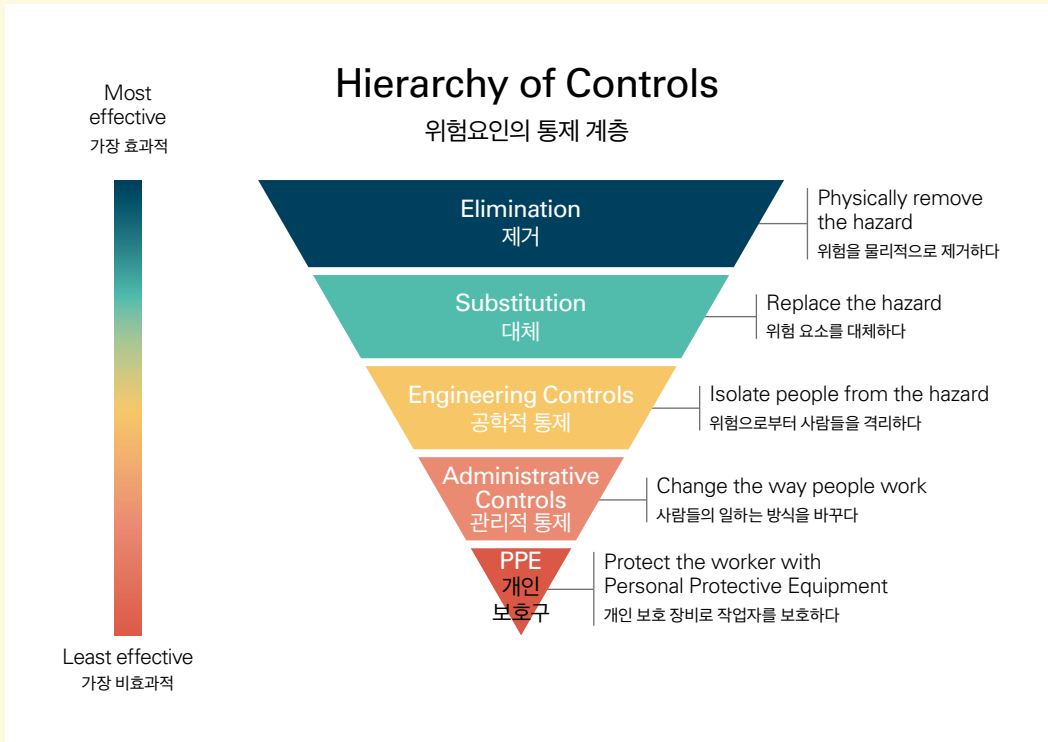 Hierarchy of Controls
위험요인의 통제 계층
Most
effective
가장 효과적
Least effective
가장 비효과적
Elimination
제거
Physically remove
the hazard
위험을 물리적으로 제거하다
Substitution
대체
Replace the hazard
위험 요소를 대체하다
Engineering Controls
공학적 통제
Isolate people from the hazard
위험으로부터 사람들을 격리하다
Administrative
Controls
관리적 통제
Change the way people work
사람들의 일하는 방식을 바꾸다
PPE
개인
보호구
Protect the worker with
Personal Protective Equipment
개인 보호 장비로 작업자를 보호하다